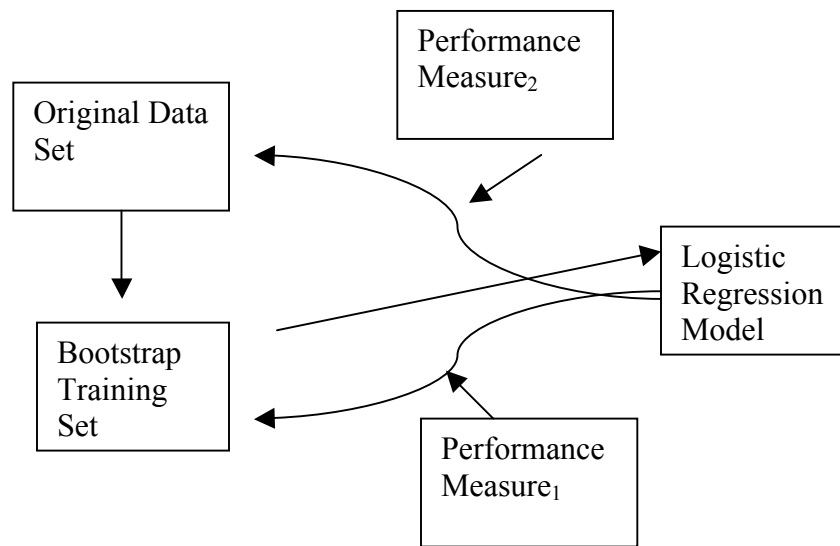 Performance
Measure₂
Original Data
Set
Logistic
Regression
Model
Bootstrap
Training
Set
Performance
Measure₁